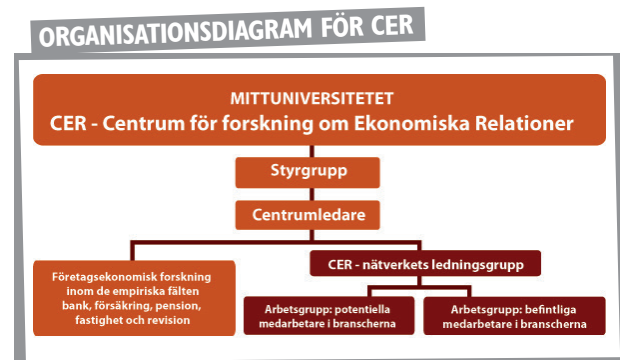 ORGANISATIONSDIAGRAM FÖR CER
MITTUNIVERSITETET
CER - Centrum för forskning om Ekonomiska Relationer
Styrgrupp
Centrumledare
Företagsekonomisk forskning
inom de empiriska fälten
bank, försäkring, pension,
fastighet och revision
CER - nätverkets ledningsgrupp
Arbetsgrupp: potentiella
medarbetare i branscherna
Arbetsgrupp: befintliga
medarbetare i branscherna